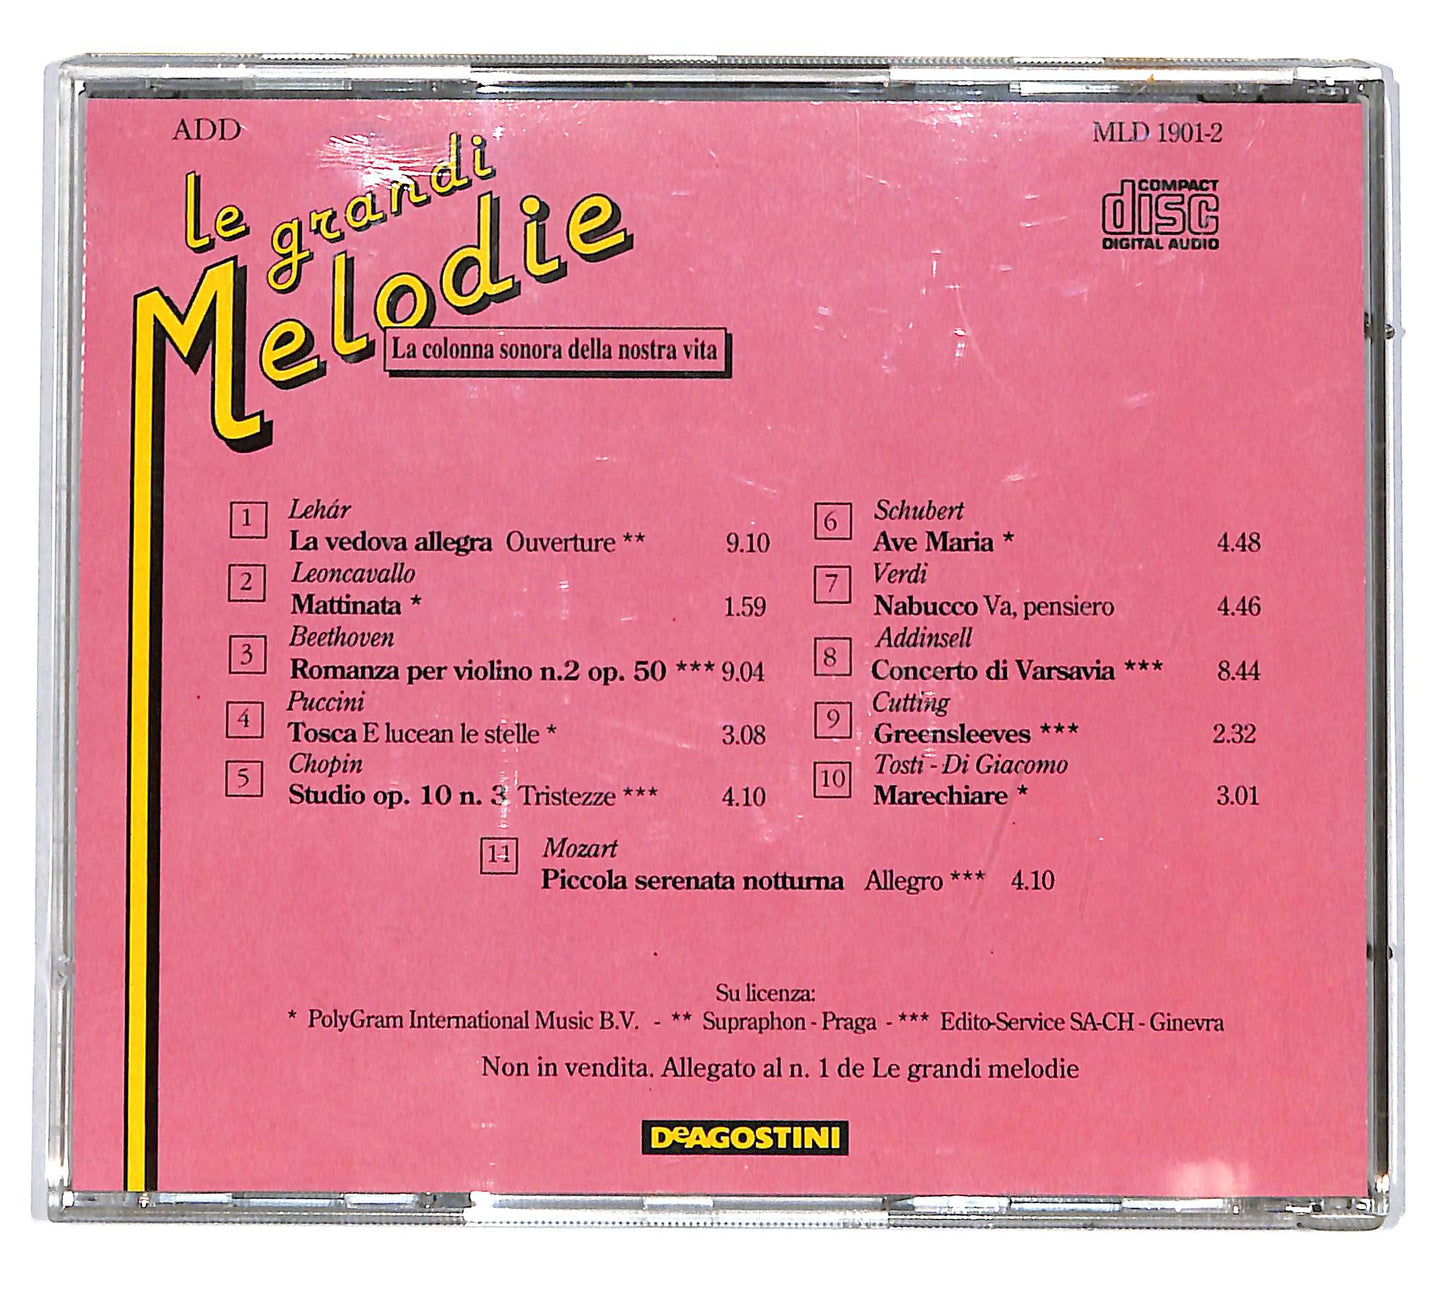 ADD
MLD 1901-2
le grandi
Melodie
La colonna sonora della nostra vita
COMPACT
disc
DIGITAL AUDIO
1 Lehár
La vedova allegra Ouverture ** 9.10
2 Leoncavallo
Mattinata * 1.59
3 Beethoven
Romanza per violino n.2 op. 50 *** 9.04
4 Puccini
Tosca E lucean le stelle * 3.08
5 Chopin
Studio op. 10 n. 3 Tristezze *** 4.10
6 Schubert
Ave Maria * 4.48
7 Verdi
Nabucco Va, pensiero 4.46
8 Addinsell
Concerto di Varsavia *** 8.44
9 Cutting
Greensleeves *** 2.32
10 Tosti - Di Giacomo
Marechiare * 3.01
11 Mozart
Piccola serenata notturna Allegro *** 4.10
Su licenza:
* PolyGram International Music B.V. - ** Supraphon - Praga - *** Edito-Service SA-CH - Ginevra
Non in vendita. Allegato al n. 1 de Le grandi melodie
DeAGOSTINI